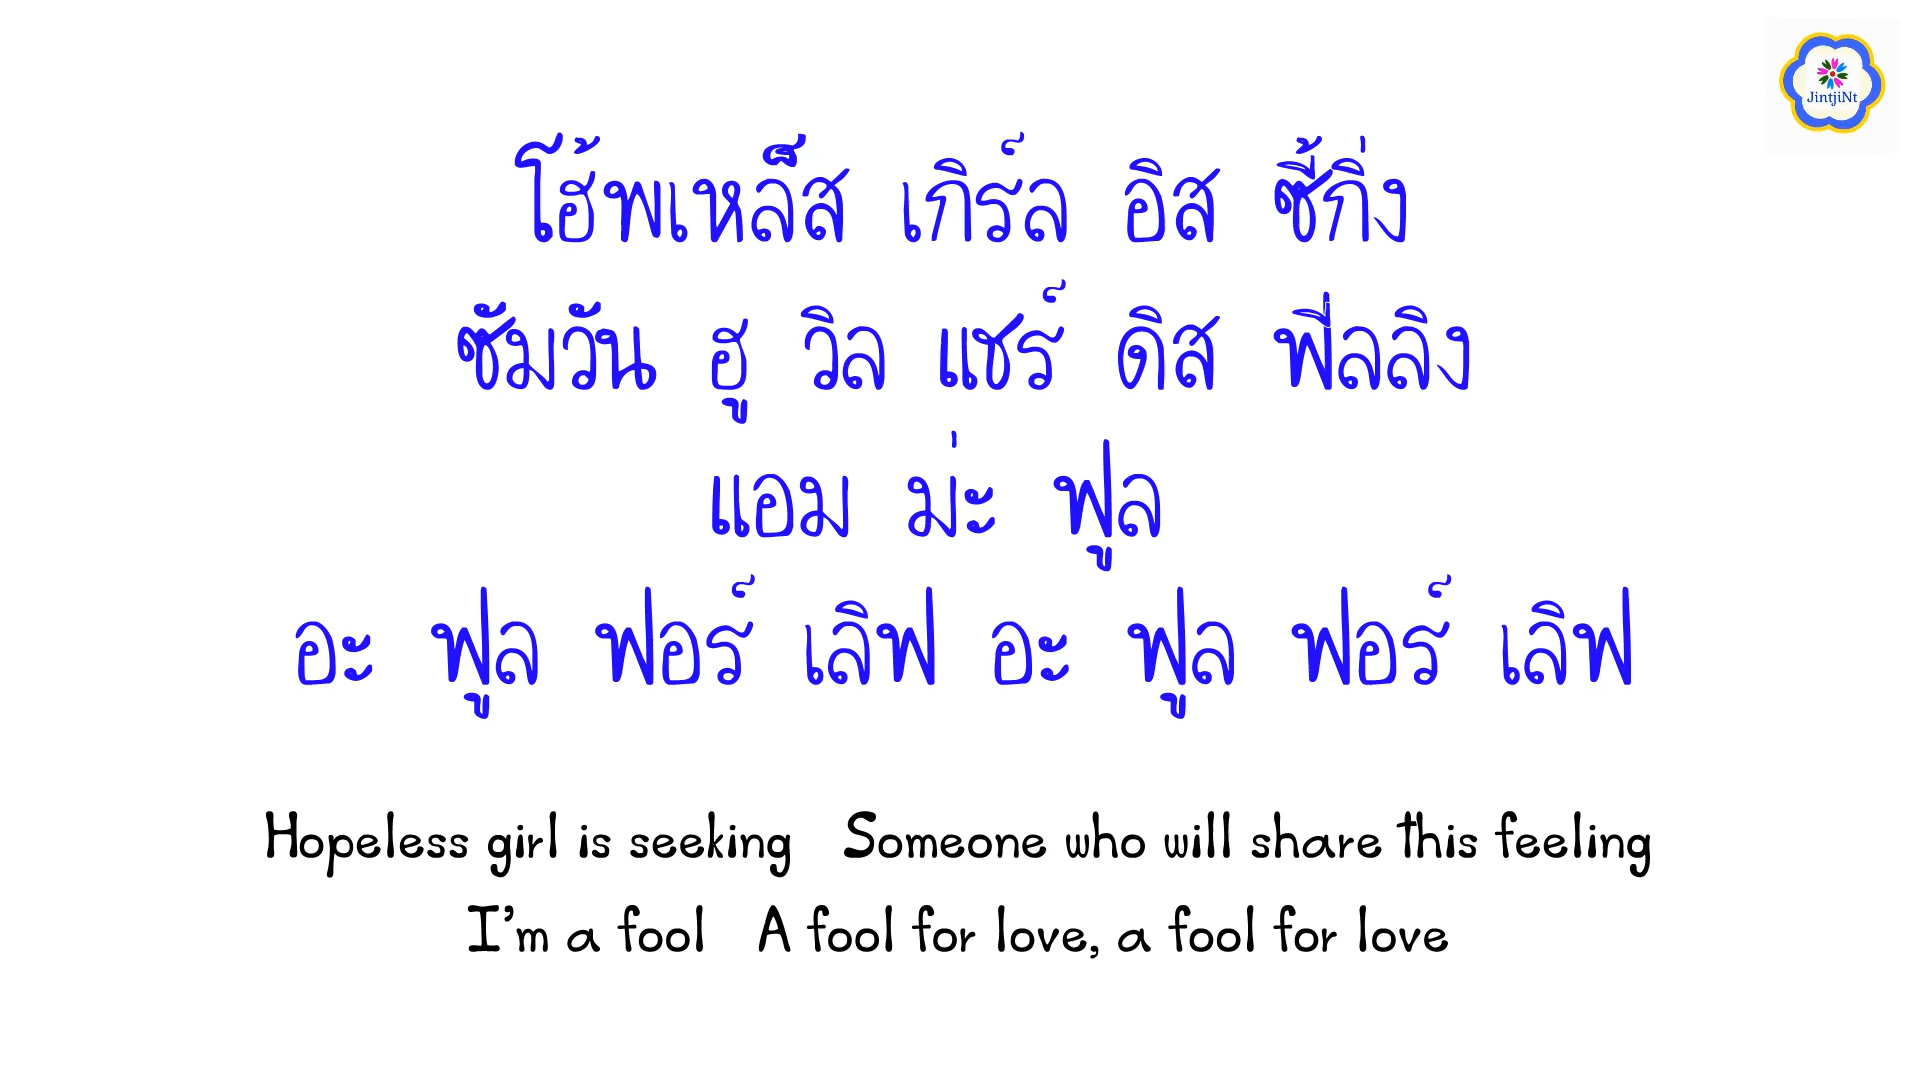 JintjiNt
โฮ้พเหล็ส เกิร์ล อิส ซี้กิ่ง
ซัมวัน ฮู วิล แชร์ ดิส พี่ลลิง
แอม ม่ะ ฟูล
อะ ฟูล ฟอร์ เลิฟ อะ ฟูล ฟอร์ เลิฟ
Hopeless girl is seeking Someone who will share this feeling
I'm a fool A fool for love, a fool for love